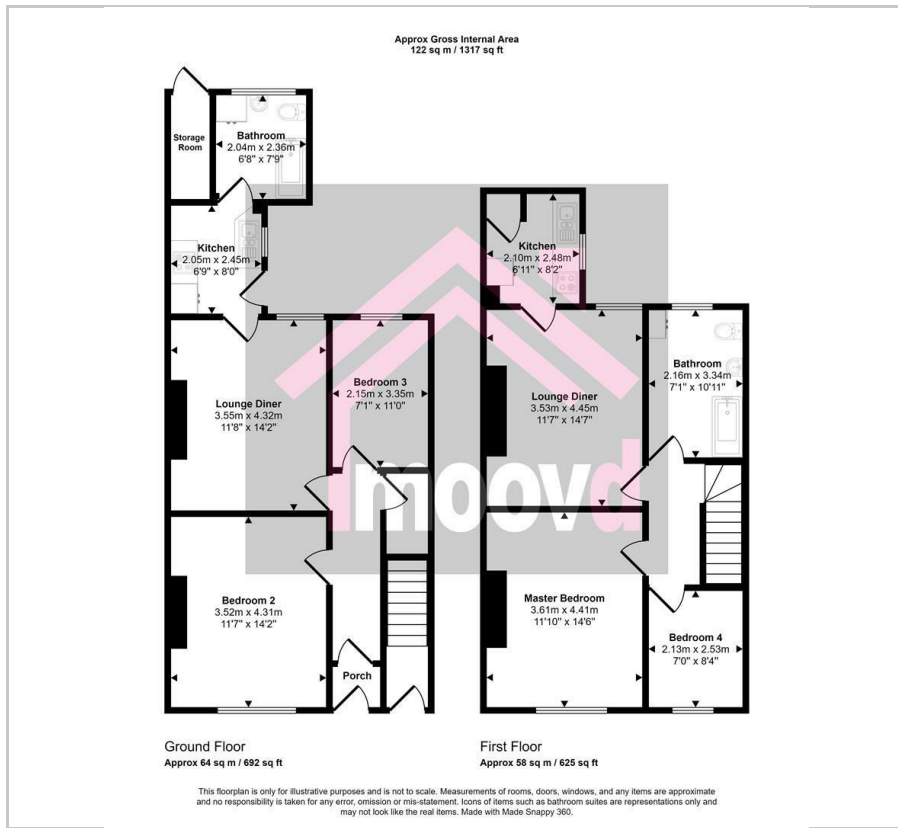 Approx Gross Internal Area
122 sq m / 1317 sq ft
Storage
Room
Bathroom
2.04m x 2.36m
6'8" x 7'9"
Kitchen
2.05m x 2.45m
6'9" x 8'0"
Lounge Diner
3.55m x 4.32m
11'8" x 14'2"
Bedroom 3
2.15m x 3.35m
7'1" x 11'0"
Bedroom 2
3.52m x 4.31m
11'7" x 14'2"
Porch
Kitchen
2.10m x 2.48m
6'11" x 8'2"
Lounge Diner
3.53m x 4.45m
11'7" x 14'7"
Bathroom
2.16m x 3.34m
7'1" x 10'11"
Master Bedroom
3.61m x 4.41m
11'10" x 14'6"
Bedroom 4
2.13m x 2.53m
7'0" x 8'4"
imoovd
Ground Floor
Approx 64 sq m / 692 sq ft
First Floor
Approx 58 sq m / 625 sq ft
This floorplan is only for illustrative purposes and is not to scale. Measurements of rooms, doors, windows, and any items are approximate
and no responsibility is taken for any error, omission or mis-statement. Icons of items such as bathroom suites are representations only and
may not look like the real items. Made with Made Snappy 360.